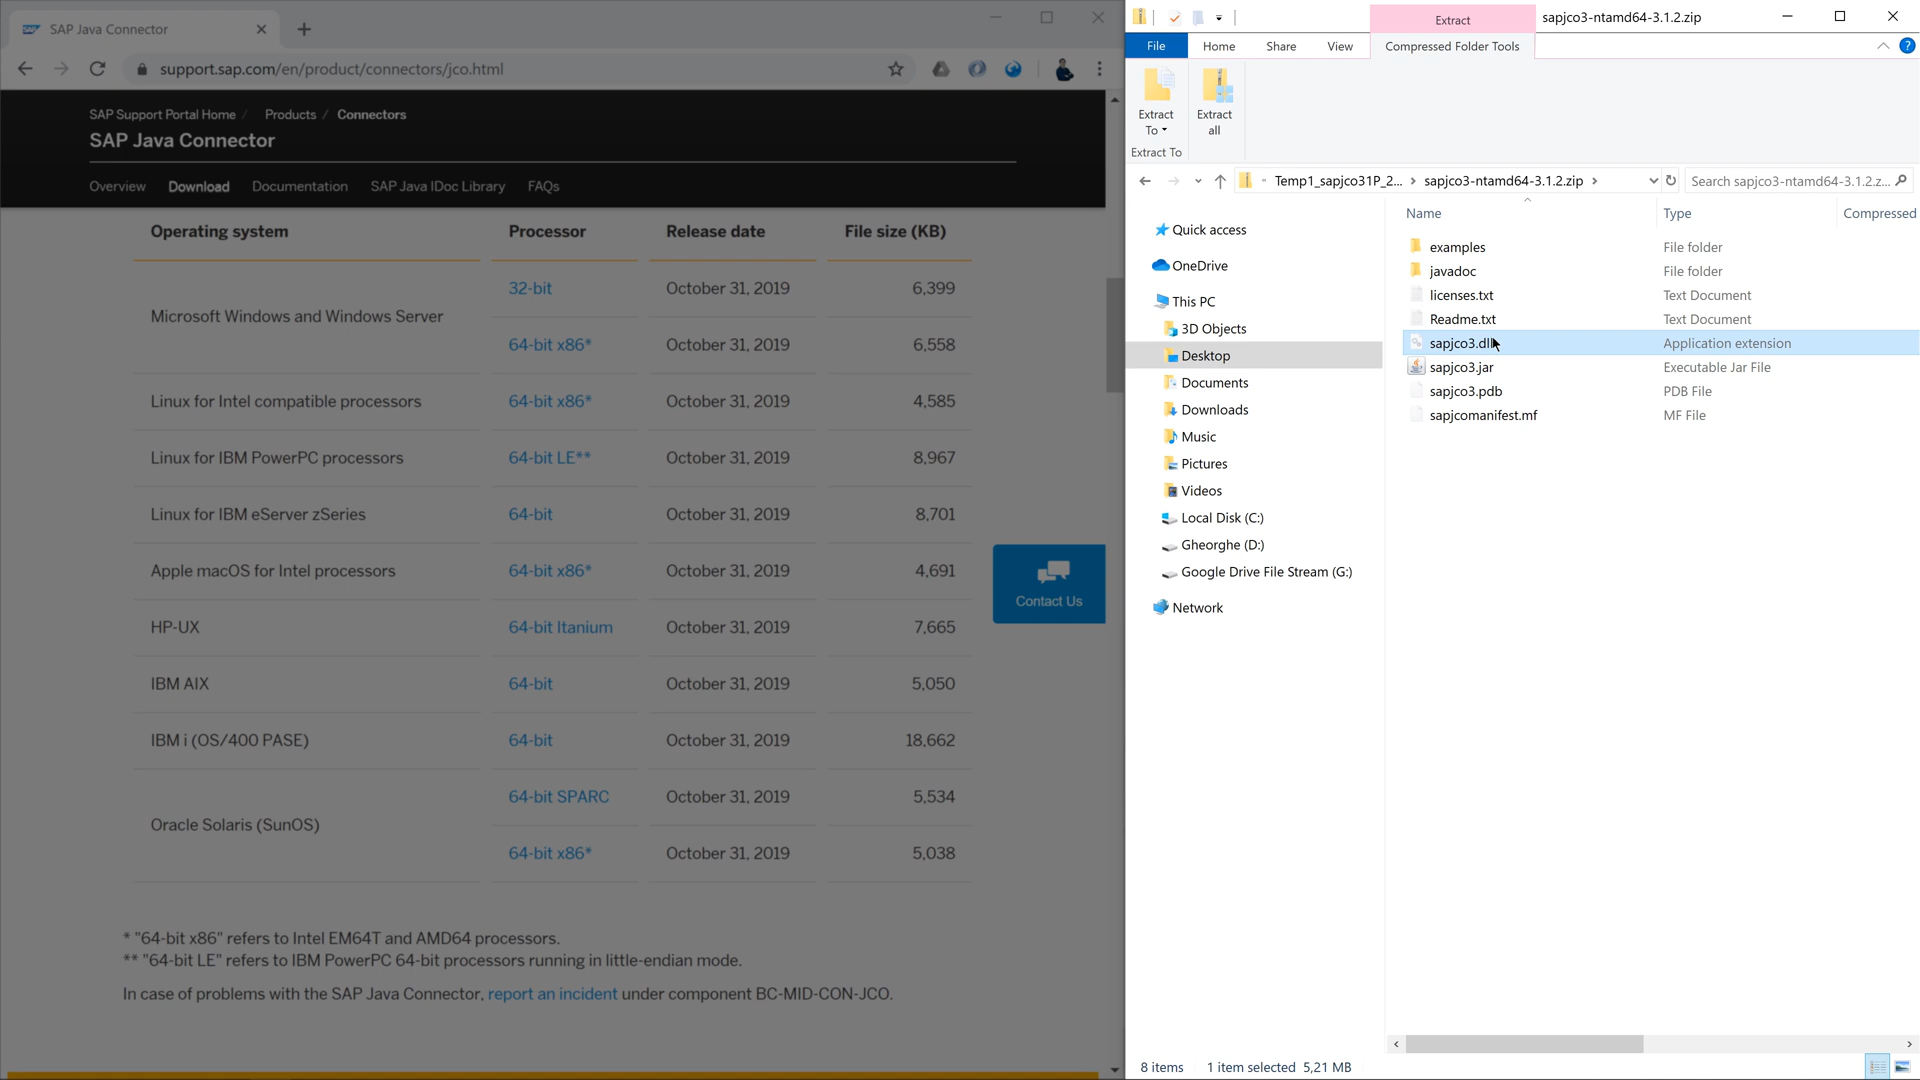 SAP Java Connector
support.sap.com/en/product/connectors/jco.html
SAP Support Portal Home / Products / Connectors
SAP Java Connector
Overview Download Documentation SAP Java IDoc Library FAQs
Operating system Processor Release date File size (KB)
Microsoft Windows and Windows Server
32-bit October 31, 2019 6,399
64-bit x86* October 31, 2019 6,558
Linux for Intel compatible processors 64-bit x86* October 31, 2019 4,585
Linux for IBM PowerPC processors 64-bit LE** October 31, 2019 8,967
Linux for IBM eServer zSeries 64-bit October 31, 2019 8,701
Apple macOS for Intel processors 64-bit x86* October 31, 2019 4,691
HP-UX 64-bit Itanium October 31, 2019 7,665
IBM AIX 64-bit October 31, 2019 5,050
IBM i (OS/400 PASE) 64-bit October 31, 2019 18,662
Oracle Solaris (SunOS)
64-bit SPARC October 31, 2019 5,534
64-bit x86* October 31, 2019 5,038
Contact Us
* "64-bit x86" refers to Intel EM64T and AMD64 processors.
** "64-bit LE" refers to IBM PowerPC 64-bit processors running in little-endian mode.
In case of problems with the SAP Java Connector, report an incident under component BC-MID-CON-JCO.
Extract sapjco3-ntamd64-3.1.2.zip
File Home Share View Compressed Folder Tools
Extract
To
Extract
all
Extract To
Temp1_sapjco31P_2... > sapjco3-ntamd64-3.1.2.zip >
Search sapjco3-ntamd64-3.1.2.z...
Quick access
OneDrive
This PC
3D Objects
Desktop
Documents
Downloads
Music
Pictures
Videos
Local Disk (C:)
Gheorghe (D:)
Google Drive File Stream (G:)
Network
Name Type Compressed
examples File folder
javadoc File folder
licenses.txt Text Document
Readme.txt Text Document
sapjco3.dll Application extension
sapjco3.jar Executable Jar File
sapjco3.pdb PDB File
sapjcomanifest.mf MF File
8 items 1 item selected 5,21 MB